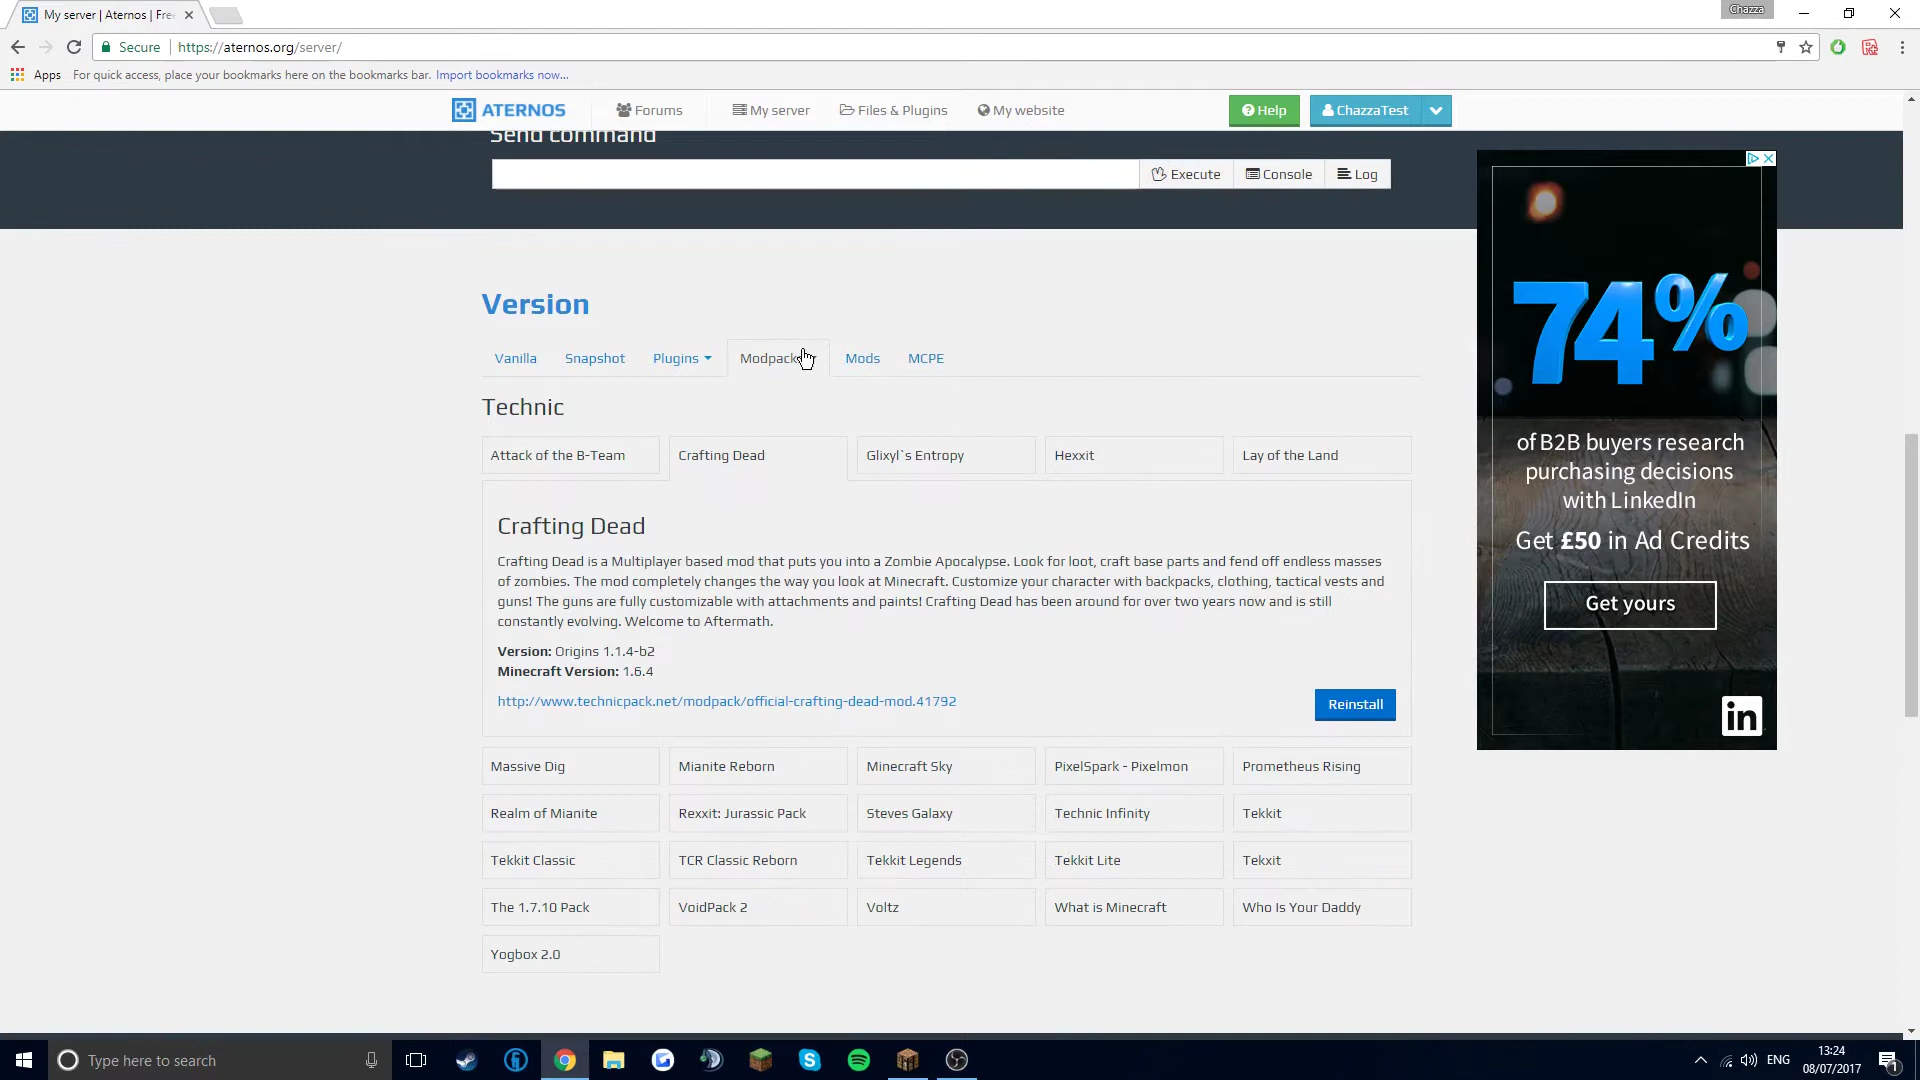 My server | Aternos | Fre
Chazza
Secure
https://aternos.org/server/
Apps
For quick access, place your bookmarks here on the bookmarks bar. Import bookmarks now...
ATERNOS
Forums
My server
Files & Plugins
My website
Help
ChazzaTest
Send command
Execute
Console
Log
Version
Vanilla
Snapshot
Plugins
Modpack
Mods
MCPE
Technic
Attack of the B-Team
Crafting Dead
Glixyl`s Entropy
Hexxit
Lay of the Land
Crafting Dead
Crafting Dead is a Multiplayer based mod that puts you into a Zombie Apocalypse. Look for loot, craft base parts and fend off endless masses
of zombies. The mod completely changes the way you look at Minecraft. Customize your character with backpacks, clothing, tactical vests and
guns! The guns are fully customizable with attachments and paints! Crafting Dead has been around for over two years now and is still
constantly evolving. Welcome to Aftermath.
Version: Origins 1.1.4-b2
Minecraft Version: 1.6.4
http://www.technicpack.net/modpack/official-crafting-dead-mod.41792
Reinstall
Massive Dig
Mianite Reborn
Minecraft Sky
PixelSpark - Pixelmon
Prometheus Rising
Realm of Mianite
Rexxit: Jurassic Pack
Steves Galaxy
Technic Infinity
Tekkit
Tekkit Classic
TCR Classic Reborn
Tekkit Legends
Tekkit Lite
Tekxit
The 1.7.10 Pack
VoidPack 2
Voltz
What is Minecraft
Who Is Your Daddy
Yogbox 2.0
74%
of B2B buyers research
purchasing decisions
with LinkedIn
Get £50 in Ad Credits
Get yours
in
Type here to search
ENG
13:24
08/07/2017
1